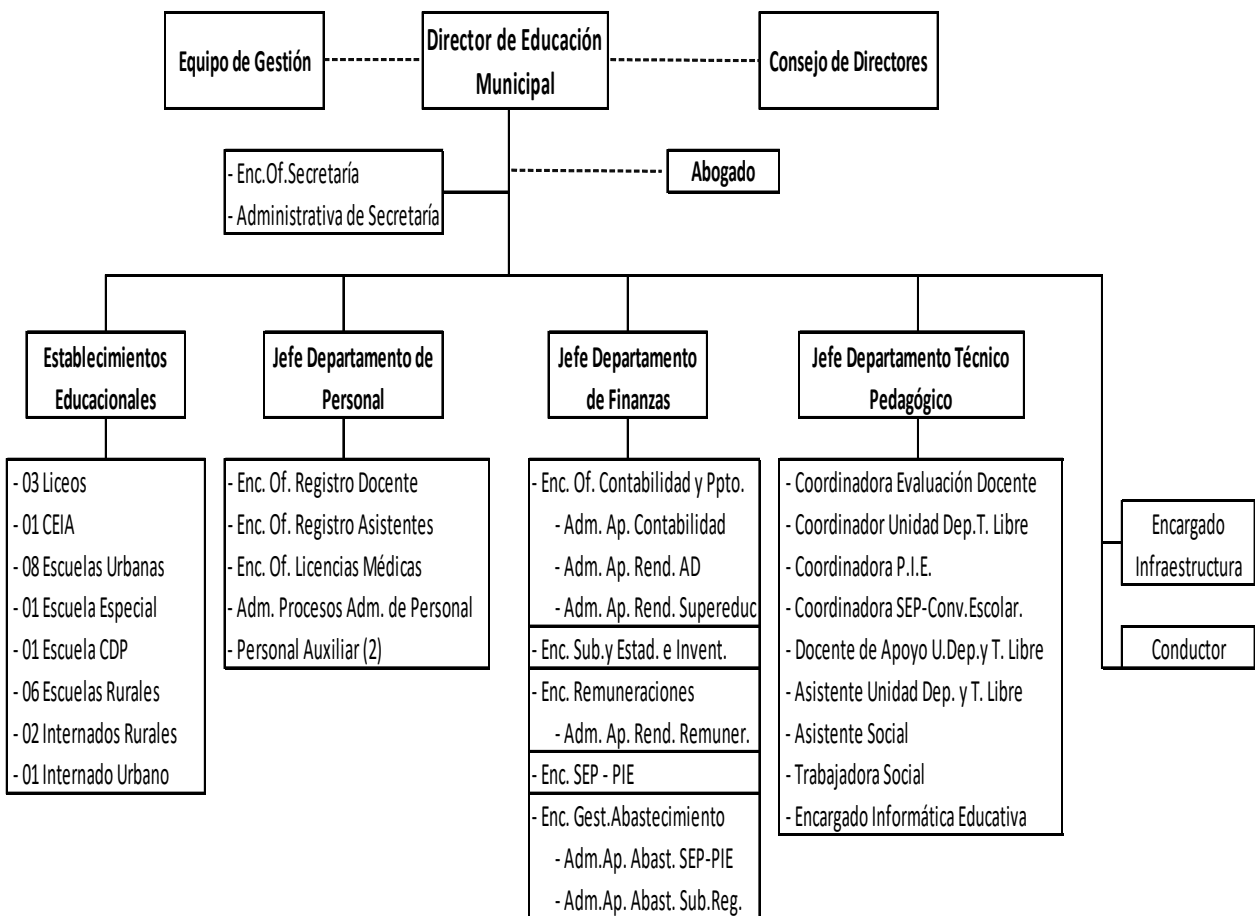 Equipo de Gestión
Director de Educación
Municipal
Consejo de Directores
- Enc.Of.Secretaría
- Administrativa de Secretaría
Abogado
Establecimientos
Educacionales
Jefe Departamento de
Personal
Jefe Departamento
de Finanzas
Jefe Departamento Técnico
Pedagógico
- 03 Liceos
- 01 CEIA
- 08 Escuelas Urbanas
- 01 Escuela Especial
- 01 Escuela CDP
- 06 Escuelas Rurales
- 02 Internados Rurales
- 01 Internado Urbano
- Enc. Of. Registro Docente
- Enc. Of. Registro Asistentes
- Enc. Of. Licencias Médicas
- Adm. Procesos Adm. de Personal
- Personal Auxiliar (2)
- Enc. Of. Contabilidad y Ppto.
- Adm. Ap. Contabilidad
- Adm. Ap. Rend. AD
- Adm. Ap. Rend. Supereduc
- Enc. Sub.y Estad. e Invent.
- Enc. Remuneraciones
- Adm. Ap. Rend. Remuner.
- Enc. SEP - PIE
- Enc. Gest.Abastecimiento
- Adm.Ap. Abast. SEP-PIE
- Adm.Ap. Abast. Sub.Reg.
- Coordinadora Evaluación Docente
- Coordinador Unidad Dep.T. Libre
- Coordinadora P.I.E.
- Coordinadora SEP-Conv.Escolar.
- Docente de Apoyo U.Dep.y T. Libre
- Asistente Unidad Dep. y T. Libre
- Asistente Social
- Trabajadora Social
- Encargado Informática Educativa
Encargado
Infraestructura
Conductor